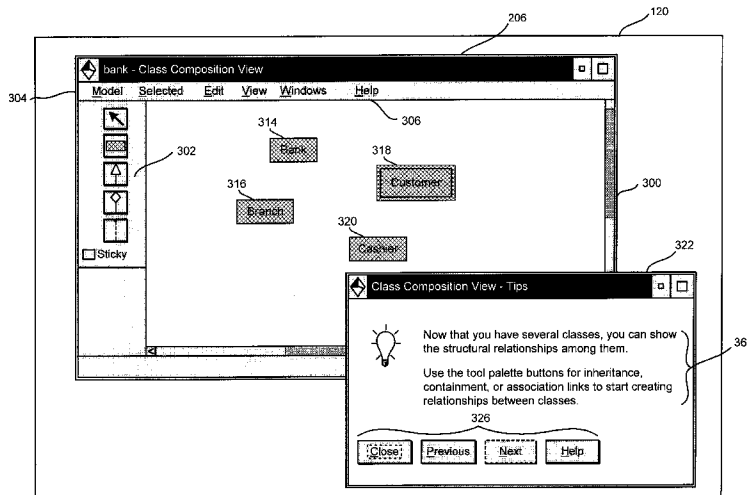 120
206
bank - Class Composition View
304
Model Selected Edit View Windows Help
306
314
Bank
302
318
Customer
316
Branch
300
320
Cashier
Sticky
322
Class Composition View - Tips
Now that you have several classes, you can show
the structural relationships among them.
36
Use the tool palette buttons for inheritance,
containment, or association links to start creating
relationships between classes.
326
Close Previous Next Help